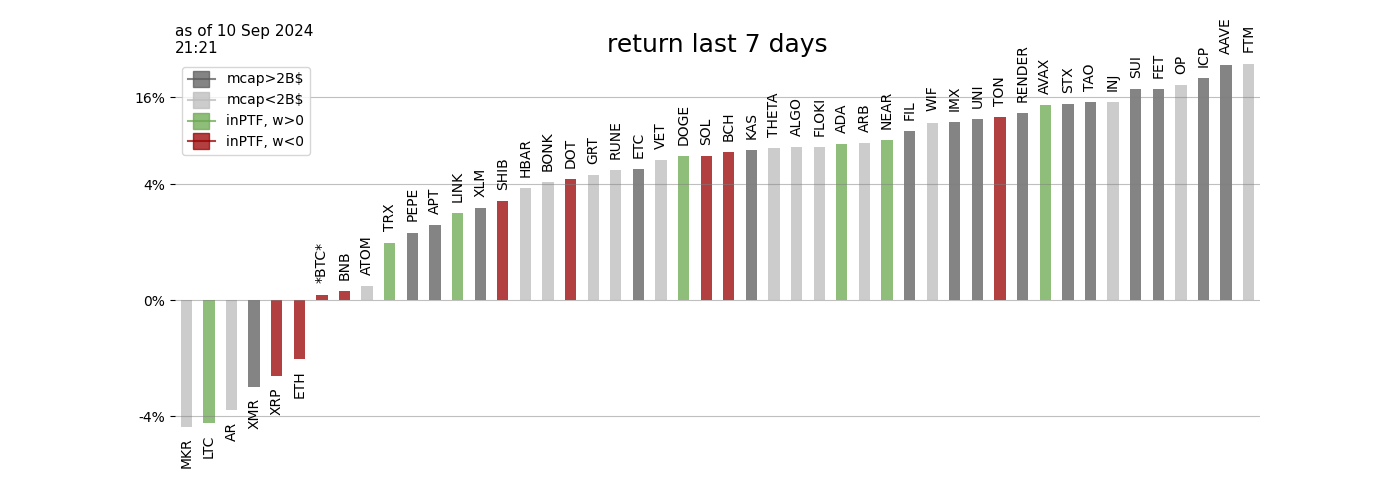 as of 10 Sep 2024
21:21
return last 7 days
mcap>2B$
mcap<2B$
inPTF, w>0
inPTF, w<0
16%
4%
0%
-4%
MKR
LTC
AR
XMR
XRP
ETH
*BTC*
BNB
ATOM
TRX
PEPE
APT
LINK
XLM
SHIB
HBAR
BONK
DOT
GRT
RUNE
ETC
VET
DOGE
SOL
BCH
KAS
THETA
ALGO
FLOKI
ADA
ARB
NEAR
FIL
WIF
IMX
UNI
TON
RENDER
AVAX
STX
TAO
INJ
SUI
FET
OP
ICP
AAVE
FTM